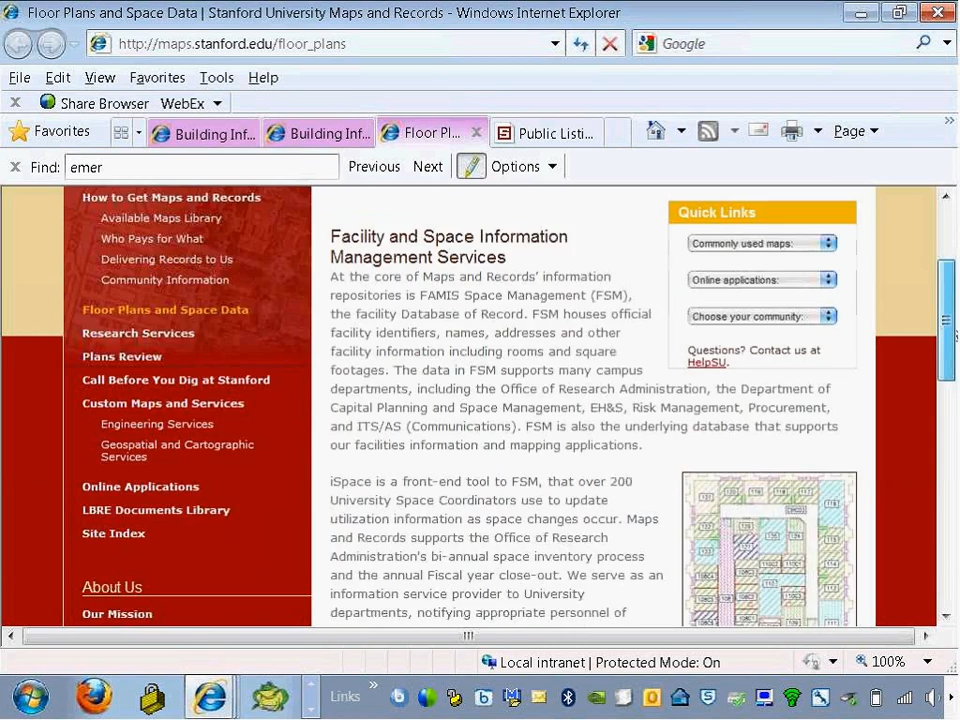 Floor Plans and Space Data | Stanford University Maps and Records - Windows Internet Explorer
http://maps.stanford.edu/floor_plans
Google
File Edit View Favorites Tools Help
x Share Browser WebEx
Favorites
Building Inf...
Building Inf...
Floor Pl... x
Public Listi...
Page
x Find: emer Previous Next Options
How to Get Maps and Records
Available Maps Library
Who Pays for What
Delivering Records to Us
Community Information
Floor Plans and Space Data
Research Services
Plans Review
Call Before You Dig at Stanford
Custom Maps and Services
Engineering Services
Geospatial and Cartographic
Services
Online Applications
LBRE Documents Library
Site Index
About Us
Our Mission
Facility and Space Information
Management Services
At the core of Maps and Records' information
repositories is FAMIS Space Management (FSM),
the facility Database of Record. FSM houses official
facility identifiers, names, addresses and other
facility information including rooms and square
footages. The data in FSM supports many campus
departments, including the Office of Research Administration, the Department of
Capital Planning and Space Management, EH&S, Risk Management, Procurement,
and ITS/AS (Communications). FSM is also the underlying database that supports
our facilities information and mapping applications.
iSpace is a front-end tool to FSM, that over 200
University Space Coordinators use to update
utilization information as space changes occur. Maps
and Records supports the Office of Research
Administration's bi-annual space inventory process
and the annual Fiscal year close-out. We serve as an
information service provider to University
departments, notifying appropriate personnel of
Quick Links
Commonly used maps:
Online applications:
Choose your community:
Questions? Contact us at
HelpSU.
Local intranet | Protected Mode: On
100%
Links